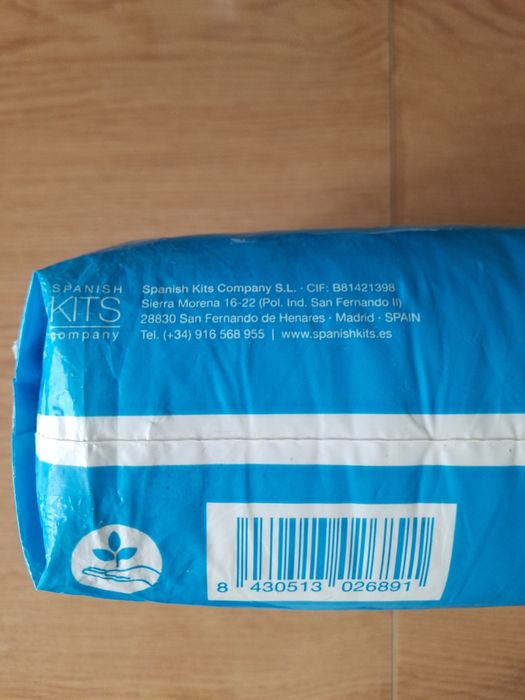 SPANISH
KITS
company
Spanish Kits Company S.L. · CIF: B81421398
Sierra Morena 16-22 (Pol. Ind. San Fernando II)
28830 San Fernando de Henares · Madrid · SPAIN
Tel. (+34) 916 568 955 | www.spanishkits.es
8 430513 026891